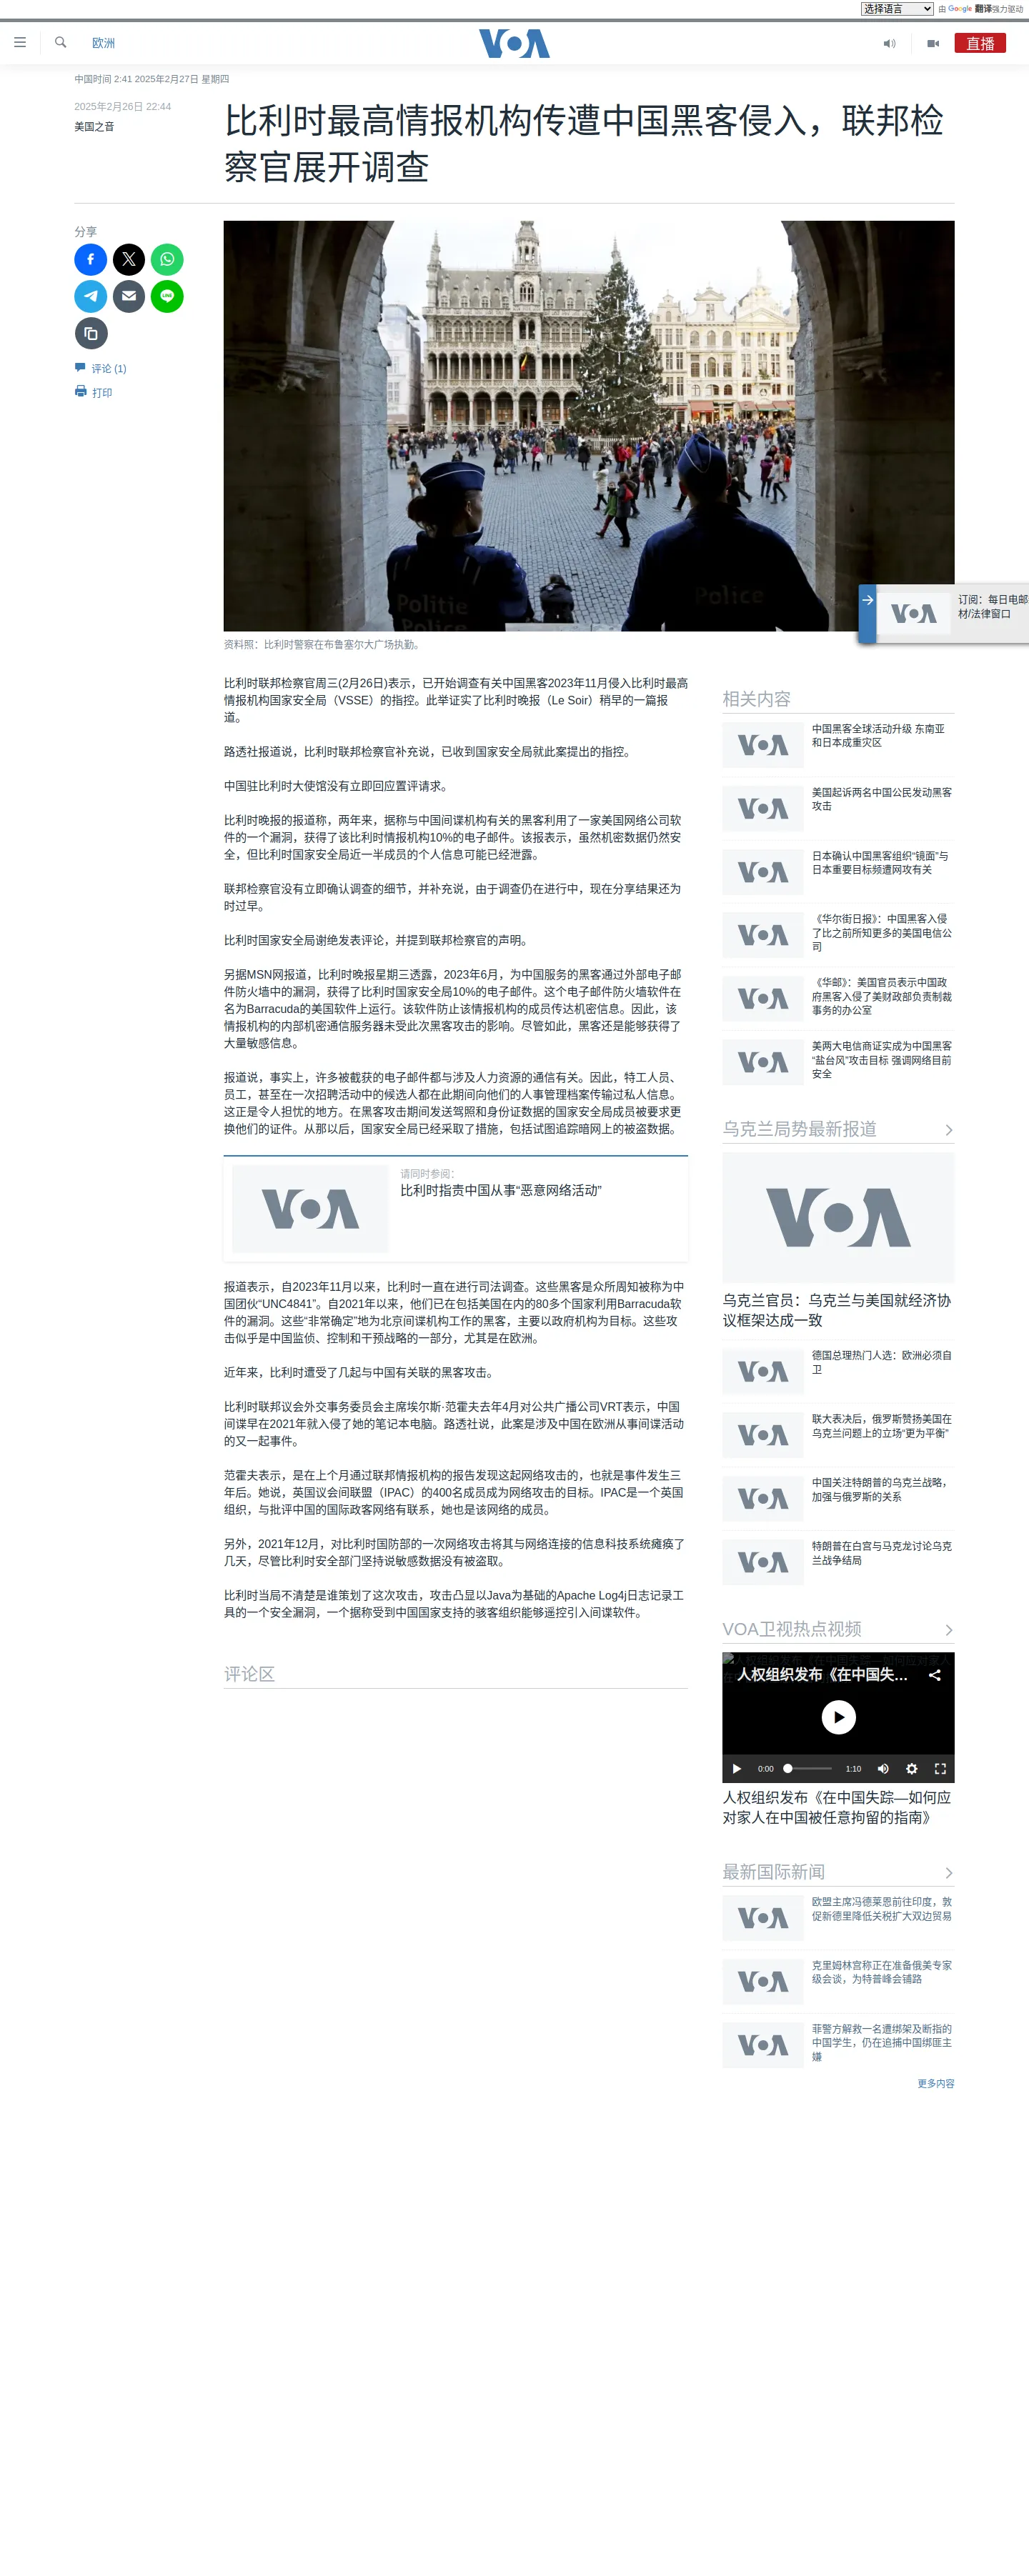 选择语言
由 Google 翻译强力驱动
欧洲
VOA
直播
中国时间 2:41 2025年2月27日 星期四
2025年2月26日 22:44
美国之音
比利时最高情报机构传遭中国黑客侵入，联邦检
察官展开调查
分享
LINE
评论 (1)
打印
Politie
Police
订阅：每日电邮
材/法律窗口
VOA
资料照：比利时警察在布鲁塞尔大广场执勤。
比利时联邦检察官周三(2月26日)表示，已开始调查有关中国黑客2023年11月侵入比利时最高
情报机构国家安全局（VSSE）的指控。此举证实了比利时晚报（Le Soir）稍早的一篇报
道。
路透社报道说，比利时联邦检察官补充说，已收到国家安全局就此案提出的指控。
中国驻比利时大使馆没有立即回应置评请求。
比利时晚报的报道称，两年来，据称与中国间谍机构有关的黑客利用了一家美国网络公司软
件的一个漏洞，获得了该比利时情报机构10%的电子邮件。该报表示，虽然机密数据仍然安
全，但比利时国家安全局近一半成员的个人信息可能已经泄露。
联邦检察官没有立即确认调查的细节，并补充说，由于调查仍在进行中，现在分享结果还为
时过早。
比利时国家安全局谢绝发表评论，并提到联邦检察官的声明。
另据MSN网报道，比利时晚报星期三透露，2023年6月，为中国服务的黑客通过外部电子邮
件防火墙中的漏洞，获得了比利时国家安全局10%的电子邮件。这个电子邮件防火墙软件在
名为Barracuda的美国软件上运行。该软件防止该情报机构的成员传达机密信息。因此，该
情报机构的内部机密通信服务器未受此次黑客攻击的影响。尽管如此，黑客还是能够获得了
大量敏感信息。
报道说，事实上，许多被截获的电子邮件都与涉及人力资源的通信有关。因此，特工人员、
员工，甚至在一次招聘活动中的候选人都在此期间向他们的人事管理档案传输过私人信息。
这正是令人担忧的地方。在黑客攻击期间发送驾照和身份证数据的国家安全局成员被要求更
换他们的证件。从那以后，国家安全局已经采取了措施，包括试图追踪暗网上的被盗数据。
VOA
请同时参阅：
比利时指责中国从事“恶意网络活动”
报道表示，自2023年11月以来，比利时一直在进行司法调查。这些黑客是众所周知被称为中
国团伙“UNC4841”。自2021年以来，他们已在包括美国在内的80多个国家利用Barracuda软
件的漏洞。这些“非常确定”地为北京间谍机构工作的黑客，主要以政府机构为目标。这些攻
击似乎是中国监侦、控制和干预战略的一部分，尤其是在欧洲。
近年来，比利时遭受了几起与中国有关联的黑客攻击。
比利时联邦议会外交事务委员会主席埃尔斯·范霍夫去年4月对公共广播公司VRT表示，中国
间谍早在2021年就入侵了她的笔记本电脑。路透社说，此案是涉及中国在欧洲从事间谍活动
的又一起事件。
范霍夫表示，是在上个月通过联邦情报机构的报告发现这起网络攻击的，也就是事件发生三
年后。她说，英国议会间联盟（IPAC）的400名成员成为网络攻击的目标。IPAC是一个英国
组织，与批评中国的国际政客网络有联系，她也是该网络的成员。
另外，2021年12月，对比利时国防部的一次网络攻击将其与网络连接的信息科技系统瘫痪了
几天，尽管比利时安全部门坚持说敏感数据没有被盗取。
比利时当局不清楚是谁策划了这次攻击，攻击凸显以Java为基础的Apache Log4j日志记录工
具的一个安全漏洞，一个据称受到中国国家支持的骇客组织能够遥控引入间谍软件。
评论区
相关内容
VOA
中国黑客全球活动升级 东南亚
和日本成重灾区
VOA
美国起诉两名中国公民发动黑客
攻击
VOA
日本确认中国黑客组织“镜面”与
日本重要目标频遭网攻有关
VOA
《华尔街日报》：中国黑客入侵
了比之前所知更多的美国电信公
司
VOA
《华邮》：美国官员表示中国政
府黑客入侵了美财政部负责制裁
事务的办公室
VOA
美两大电信商证实成为中国黑客
“盐台风”攻击目标 强调网络目前
安全
乌克兰局势最新报道
VOA
乌克兰官员：乌克兰与美国就经济协
议框架达成一致
VOA
德国总理热门人选：欧洲必须自
卫
VOA
联大表决后，俄罗斯赞扬美国在
乌克兰问题上的立场“更为平衡”
VOA
中国关注特朗普的乌克兰战略，
加强与俄罗斯的关系
VOA
特朗普在白宫与马克龙讨论乌克
兰战争结局
VOA卫视热点视频
人权组织发布《在中国失...
0:00
1:10
人权组织发布《在中国失踪—如何应
对家人在中国被任意拘留的指南》
最新国际新闻
VOA
欧盟主席冯德莱恩前往印度，敦
促新德里降低关税扩大双边贸易
VOA
克里姆林宫称正在准备俄美专家
级会谈，为特普峰会铺路
VOA
菲警方解救一名遭绑架及断指的
中国学生，仍在追捕中国绑匪主
嫌
更多内容